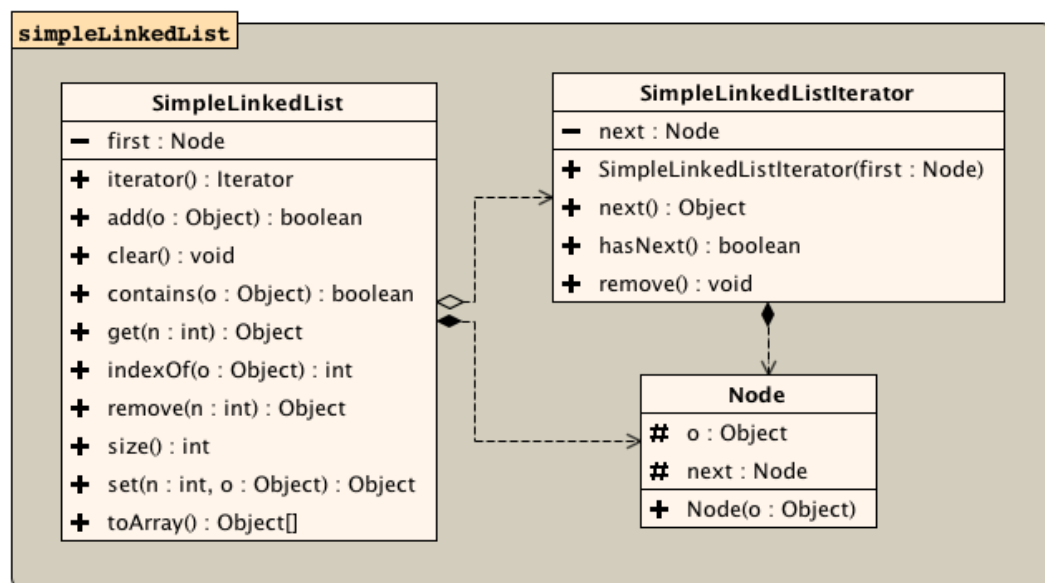 simpleLinkedList
SimpleLinkedList
− first : Node
+ iterator() : Iterator
+ add(o : Object) : boolean
+ clear() : void
+ contains(o : Object) : boolean
+ get(n : int) : Object
+ indexOf(o : Object) : int
+ remove(n : int) : Object
+ size() : int
+ set(n : int, o : Object) : Object
+ toArray() : Object[]
SimpleLinkedListIterator
− next : Node
+ SimpleLinkedListIterator(first : Node)
+ next() : Object
+ hasNext() : boolean
+ remove() : void
Node
# o : Object
# next : Node
+ Node(o : Object)